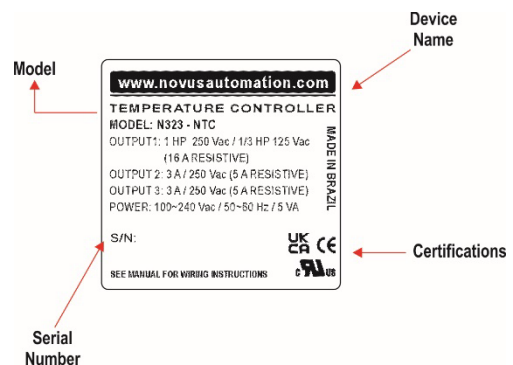 Device
Name
Model
www.novusautomation.com
TEMPERATURE CONTROLLER
MODEL: N323 - NTC
OUTPUT1: 1 HP 250 Vac / 1/3 HP 125 Vac
(16 A RESISTIVE)
OUTPUT 2: 3 A / 250 Vac (5 A RESISTIVE)
OUTPUT 3: 3 A / 250 Vac (5 A RESISTIVE)
POWER: 100~240 Vac / 50~60 Hz / 5 VA
MADE IN BRAZIL
S/N:
UK
CA CE
Certifications
SEE MANUAL FOR WIRING INSTRUCTIONS
C RU US
Serial
Number